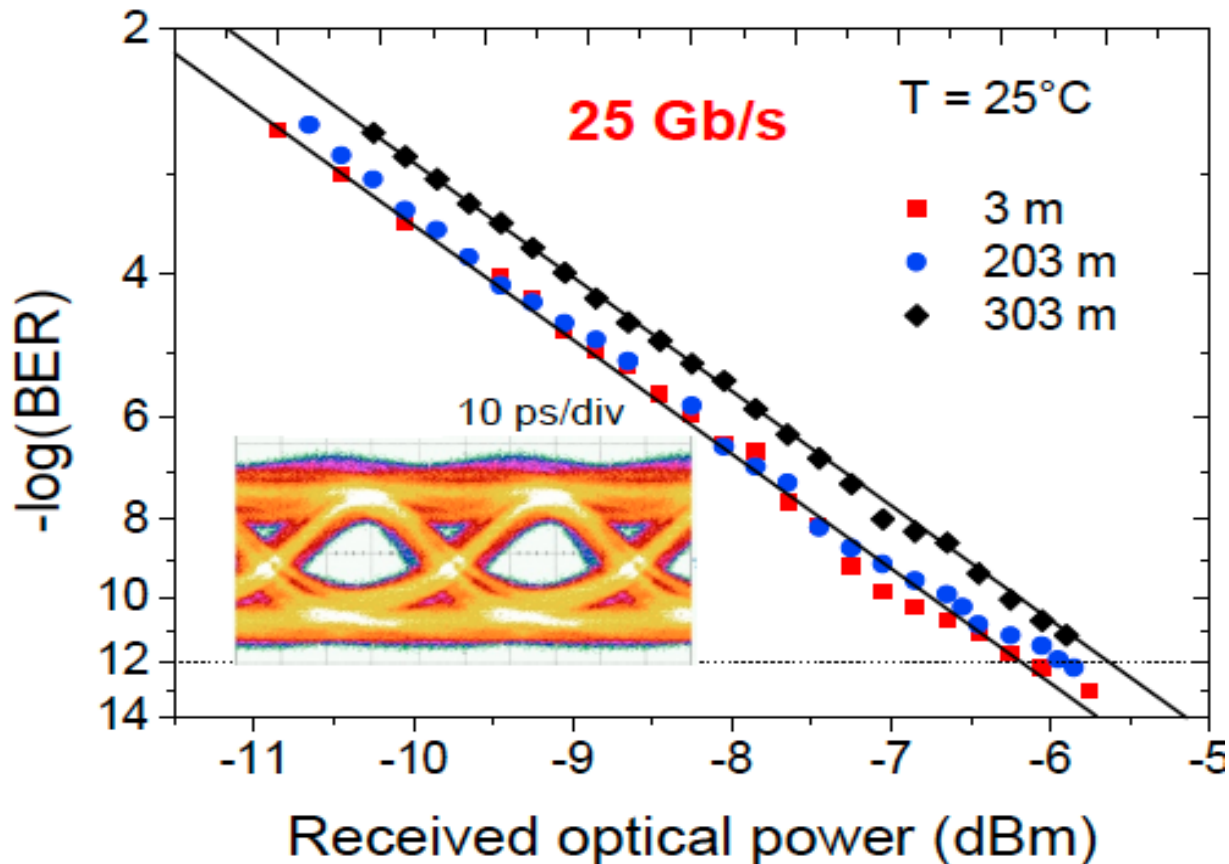 2
4
6
8
10
12
14
-log(BER)
25 Gb/s
T = 25°C
3 m
203 m
303 m
10 ps/div
-11
-10
-9
-8
-7
-6
-5
Received optical power (dBm)